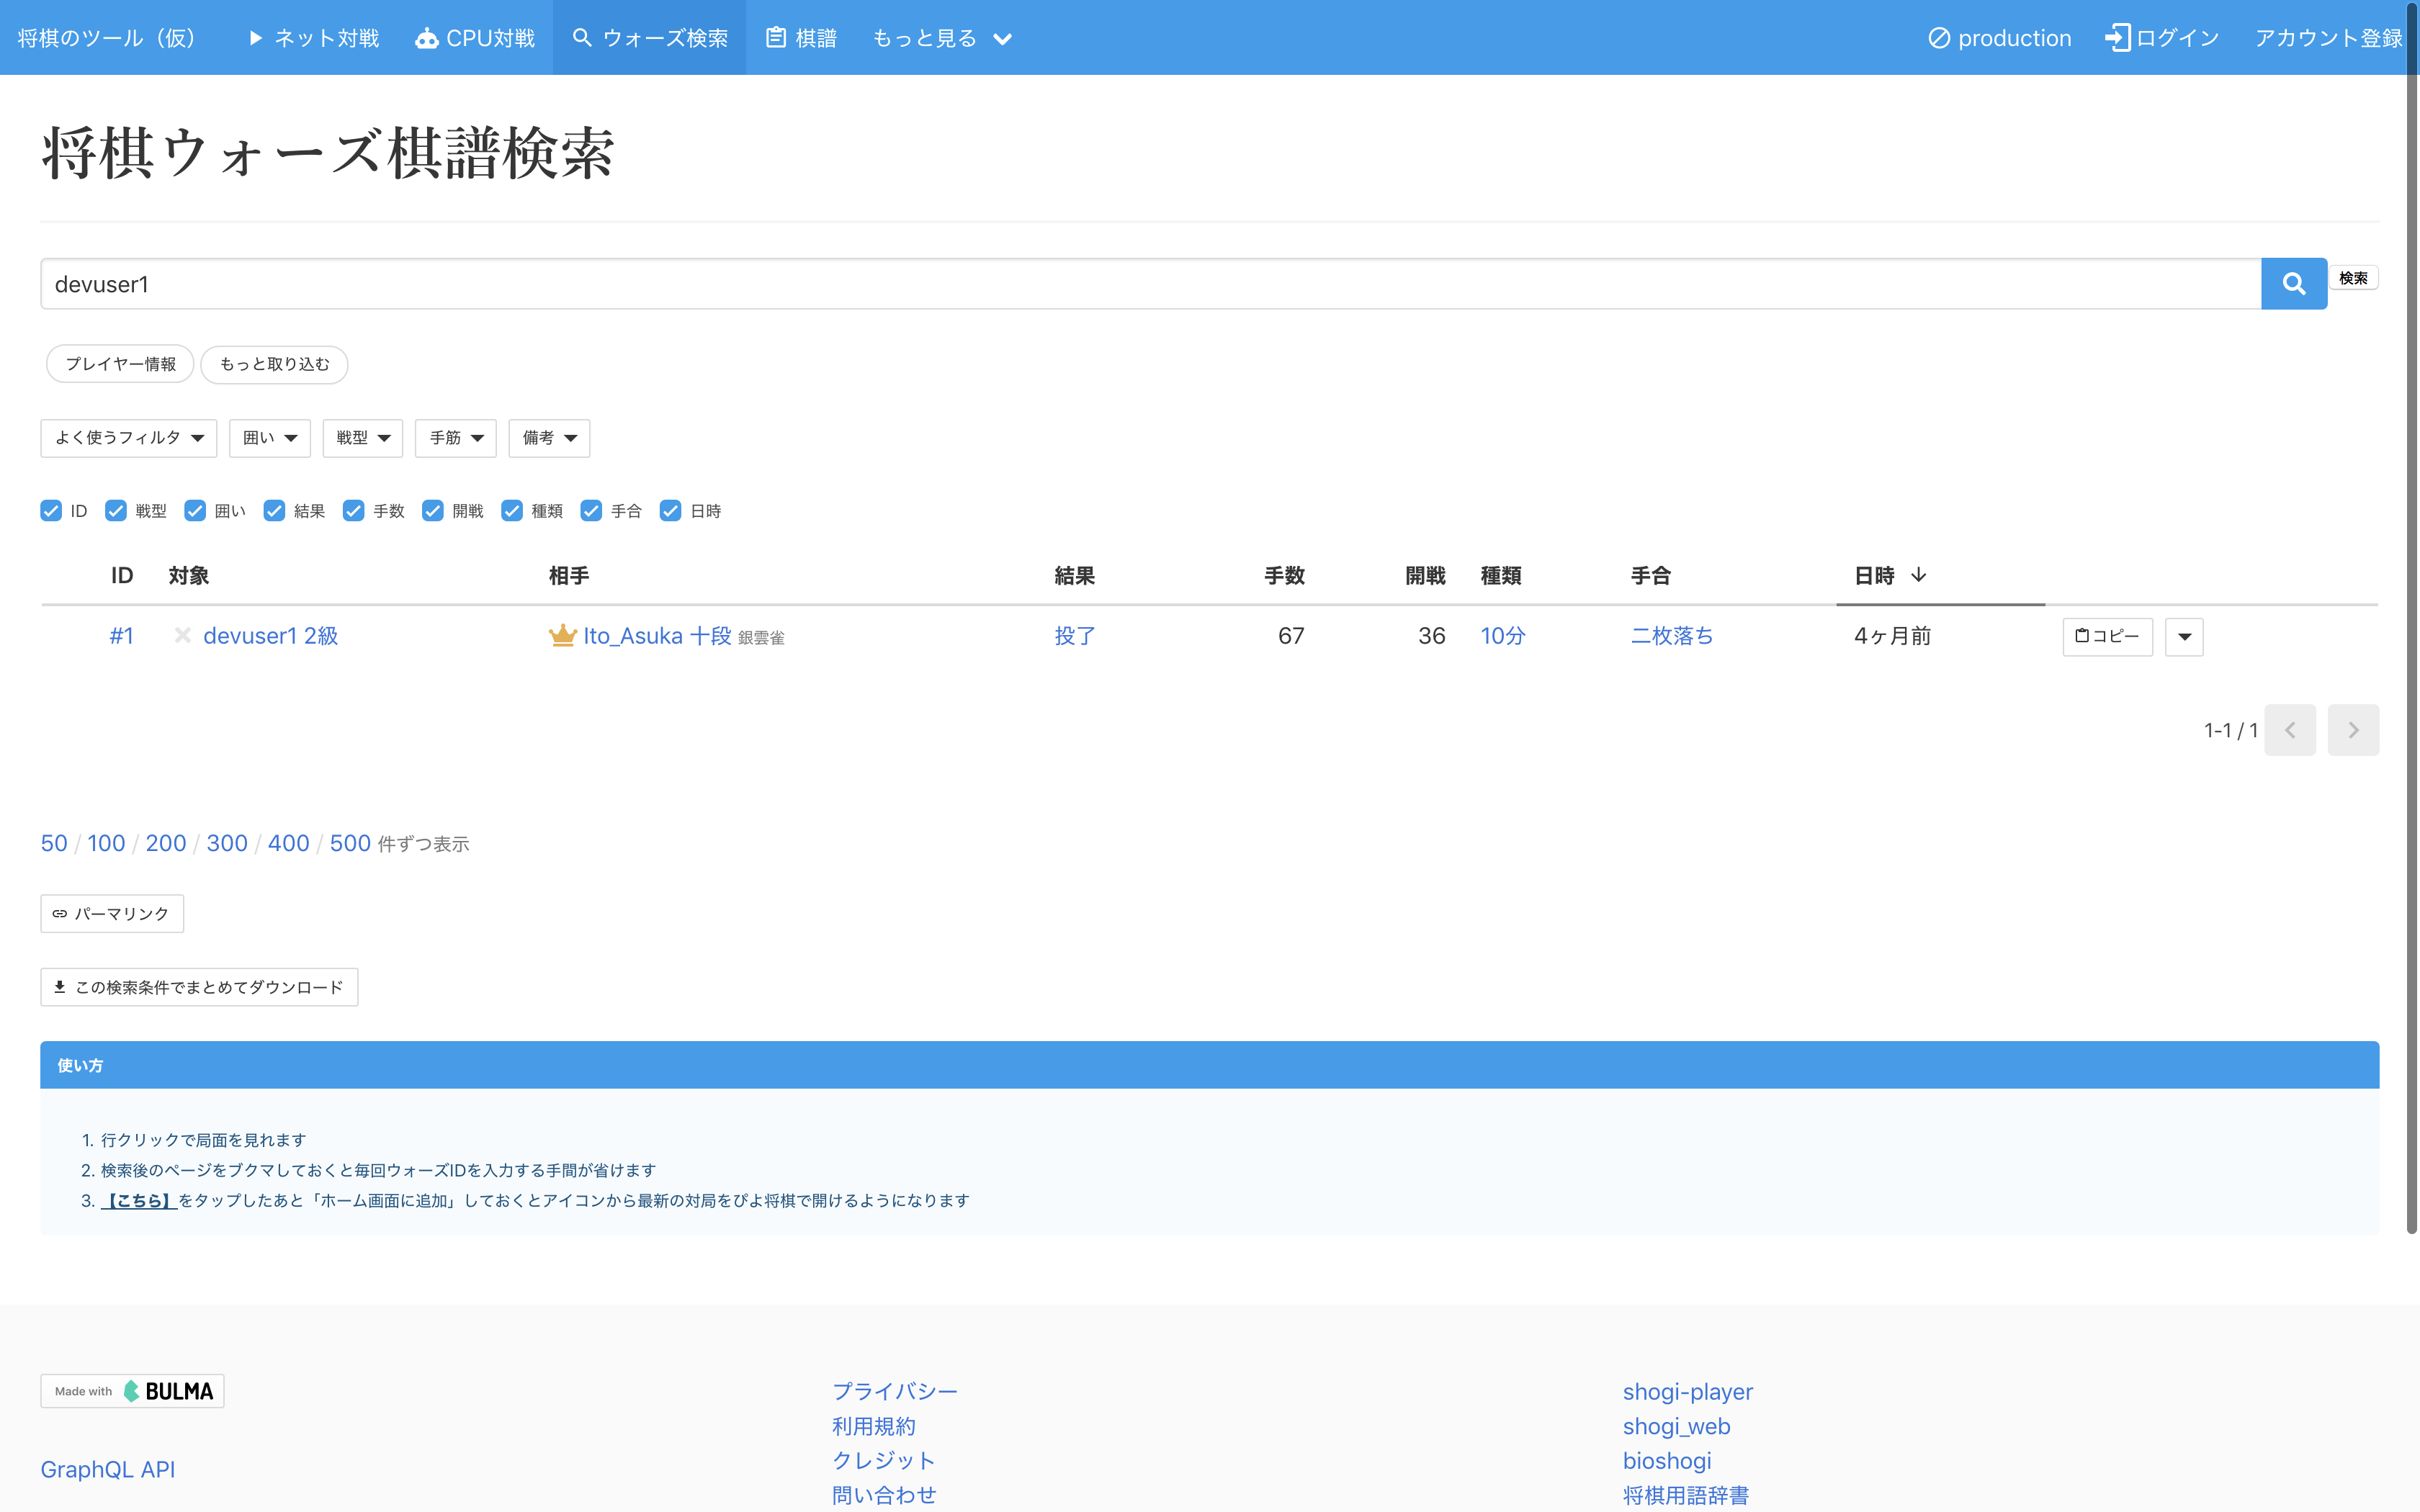 将棋のツール（仮） ネット対戦 CPU対戦 ウォーズ検索 棋譜 もっと見る production ログイン アカウント登録
将棋ウォーズ棋譜検索
devuser1 検索
プレイヤー情報 もっと取り込む
よく使うフィルタ 囲い 戦型 手筋 備考
ID 戦型 囲い 結果 手数 開戦 種類 手合 日時
ID 対象 相手 結果 手数 開戦 種類 手合 日時
#1 devuser1 2級 Ito_Asuka 十段 銀雲雀 投了 67 36 10分 二枚落ち 4ヶ月前 コピー
1-1 / 1
50 / 100 / 200 / 300 / 400 / 500 件ずつ表示
パーマリンク
この検索条件でまとめてダウンロード
使い方
1. 行クリックで局面を見れます
2. 検索後のページをブクマしておくと毎回ウォーズIDを入力する手間が省けます
3. 【こちら】をタップしたあと「ホーム画面に追加」しておくとアイコンから最新の対局をぴよ将棋で開けるようになります
Made with BULMA
GraphQL API
プライバシー
利用規約
クレジット
問い合わせ
shogi-player
shogi_web
bioshogi
将棋用語辞書